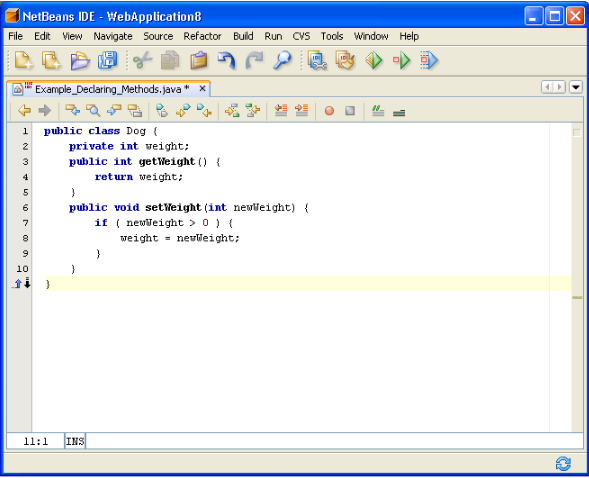 NetBeans IDE - WebApplication8
File Edit View Navigate Source Refactor Build Run CVS Tools Window Help
Example_Declaring_Methods.java *
1 public class Dog {
2 private int weight;
3 public int getWeight() {
4 return weight;
5 }
6 public void setWeight(int newWeight) {
7 if ( newWeight > 0 ) {
8 weight = newWeight;
9 }
10 }
}
11:1 INS